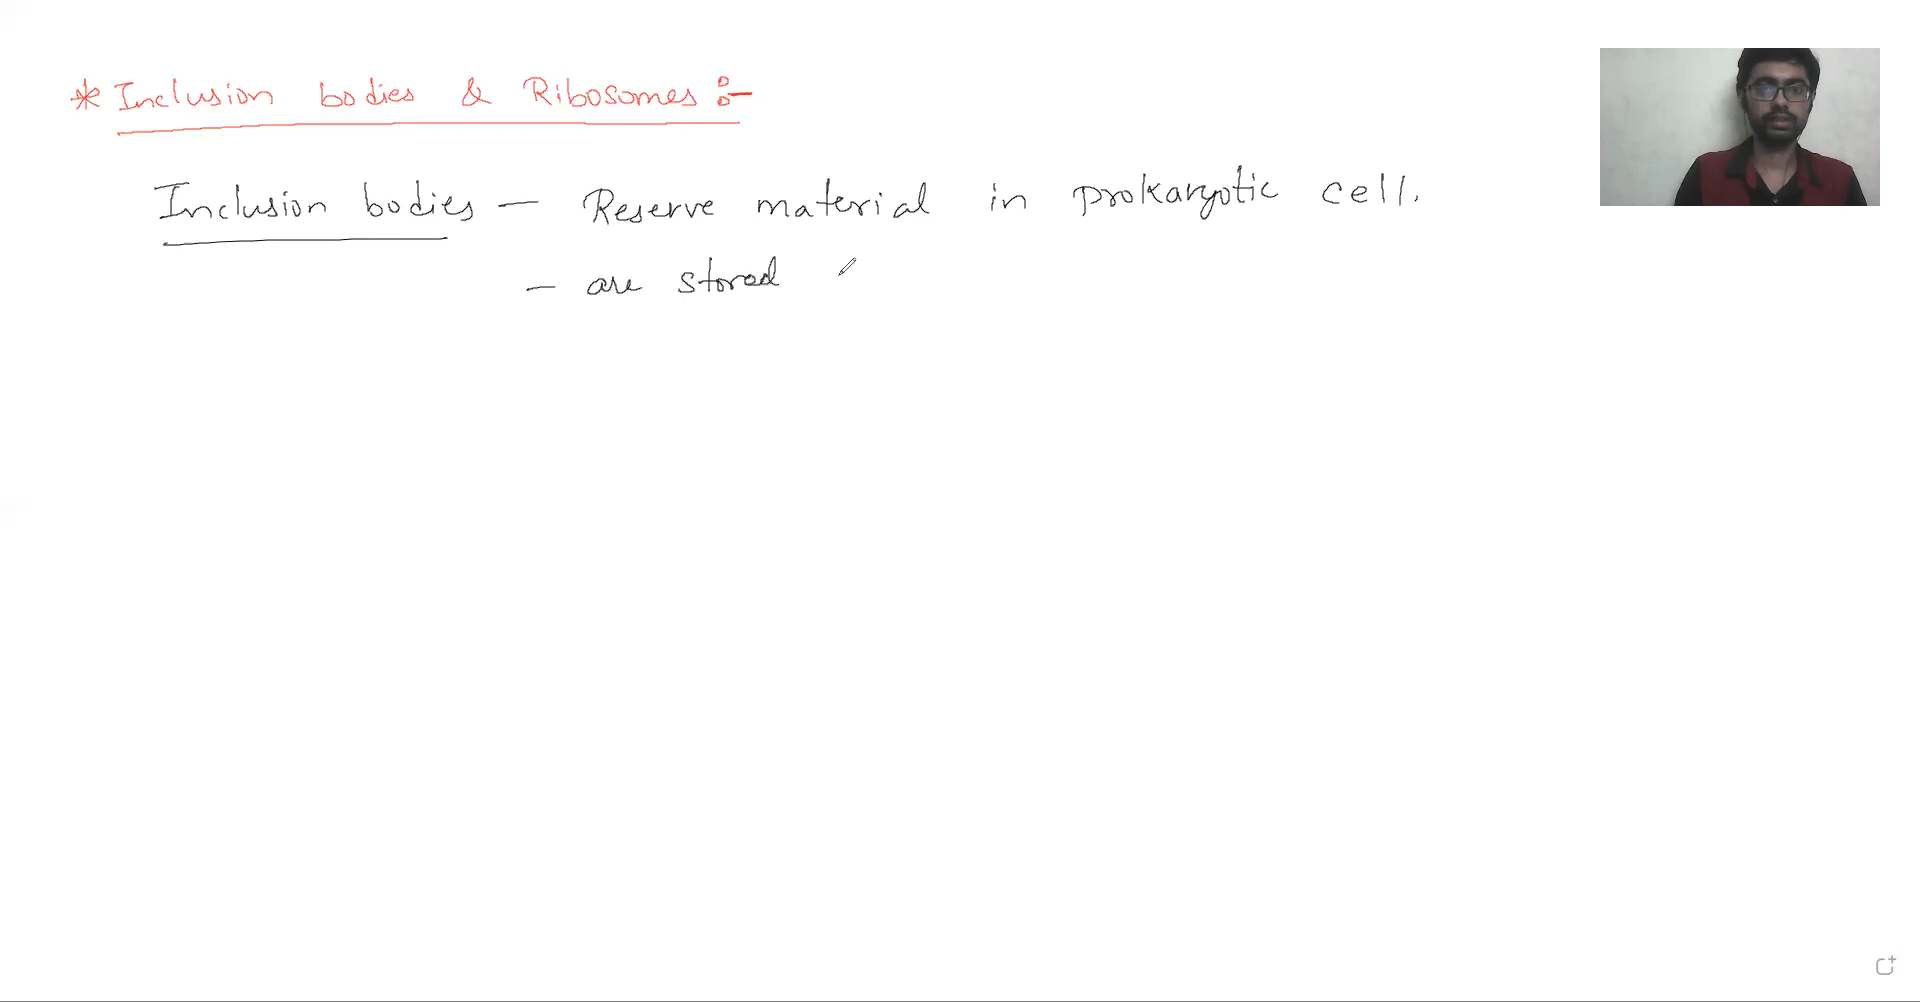 * Inclusion bodies & Ribosomes :-
Inclusion bodies — Reserve material in prokaryotic cell.
— are stored